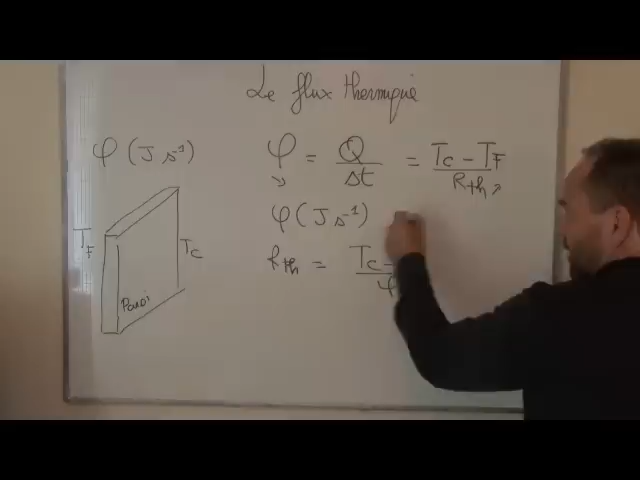 Le flux thermique
φ (J s⁻¹)
φ = Q / Δt = Tc - TF / Rth
φ (J s⁻¹)
Rth = Tc - / φ
TF
Tc
Paroi